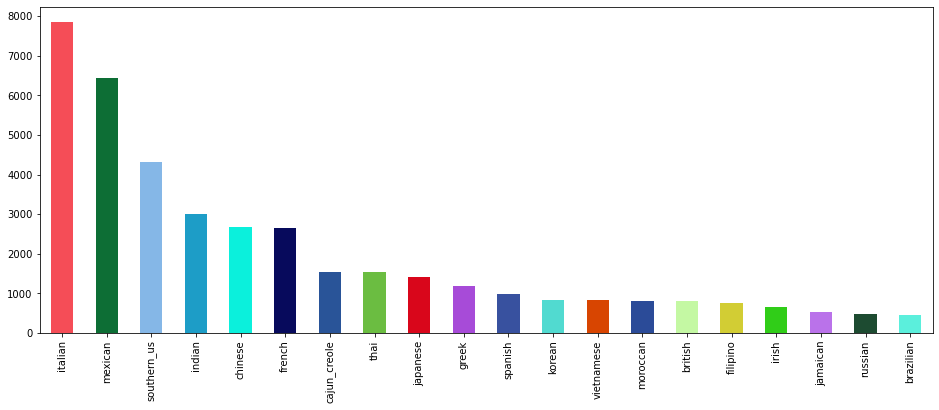 8000
7000
6000
5000
4000
3000
2000
1000
0
italian
mexican
southern_us
indian
chinese
french
cajun_creole
thai
japanese
greek
spanish
korean
vietnamese
moroccan
british
filipino
irish
jamaican
russian
brazilian